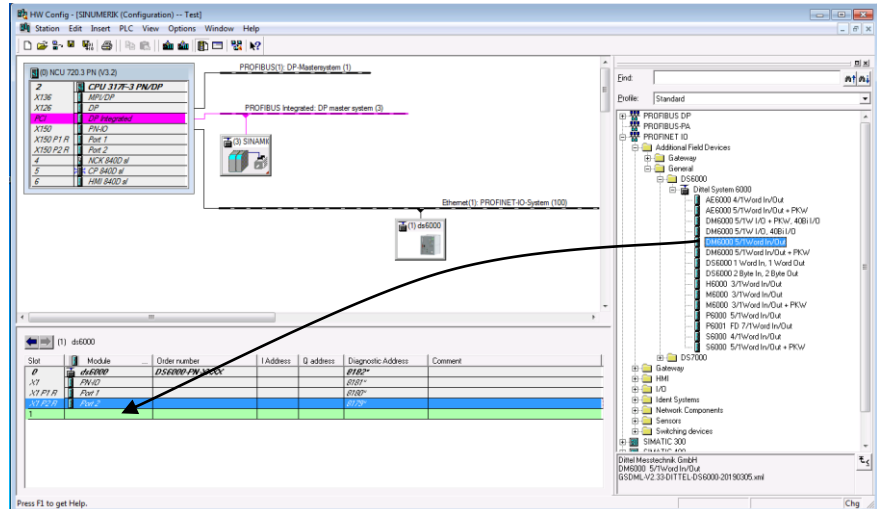 HW Config - [SINUMERIK (Configuration) -- Test]
Station Edit Insert PLC View Options Window Help
(0) NCU 720.3 PN (V3.2)
2 CPU 317F-3 PN/DP
X136 MPI/DP
X126 DP
PCI DP Integrated
X150 PN-IO
X150 P1 R Port 1
X150 P2 R Port 2
4 NCK 840D sl
5 CP 840D sl
6 HMI 840D sl
PROFIBUS(1): DP-Mastersystem (1)
PROFIBUS Integrated: DP master system (3)
(3) SINAMI
Ethernet(1): PROFINET-IO-System (100)
(1) ds6000
(1) ds6000
Slot Module ... Order number I Address Q address Diagnostic Address Comment
0 ds6000 DS6000-PN-XXXX 8182*
X1 PN-IO 8181*
X1 P1 R Port 1 8180*
X1 P2 R Port 2 8179*
1
Find:
Profile: Standard
PROFIBUS DP
PROFIBUS-PA
PROFINET IO
Additional Field Devices
Gateway
General
DS6000
Dittel System 6000
AE6000 4/1Word In/Out
AE6000 5/1Word In/Out + PKW
DM6000 5/1W I/O + PKW, 40Bi I/O
DM6000 5/1W I/O, 40Bi I/O
DM6000 5/1Word In/Out
DM6000 5/1Word In/Out + PKW
DS6000 1 Word In, 1 Word Out
DS6000 2 Byte In, 2 Byte Out
H6000 3/1Word In/Out
M6000 3/1Word In/Out
M6000 3/1Word In/Out + PKW
P6000 5/1Word In/Out
P6001 FD 7/1Word In/Out
S6000 4/1Word In/Out
S6000 5/1Word In/Out + PKW
DS7000
Gateway
HMI
I/O
Ident Systems
Network Components
Sensors
Switching devices
SIMATIC 300
SIMATIC 400
Dittel Messtechnik GmbH
DM6000 5/1Word In/Out
GSDML-V2.33-DITTEL-DS6000-20190305.xml
Press F1 to get Help.
Chg